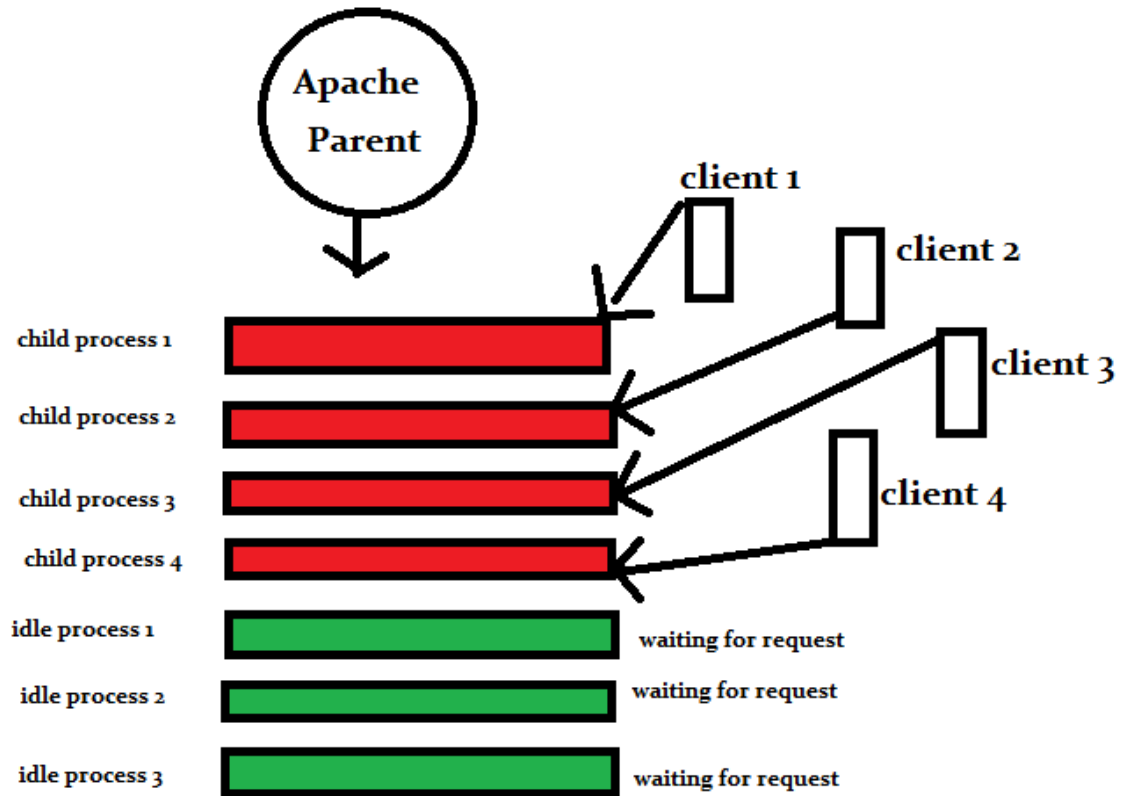 Apache
Parent
client 1
client 2
client 3
client 4
child process 1
child process 2
child process 3
child process 4
idle process 1
waiting for request
idle process 2
waiting for request
idle process 3
waiting for request